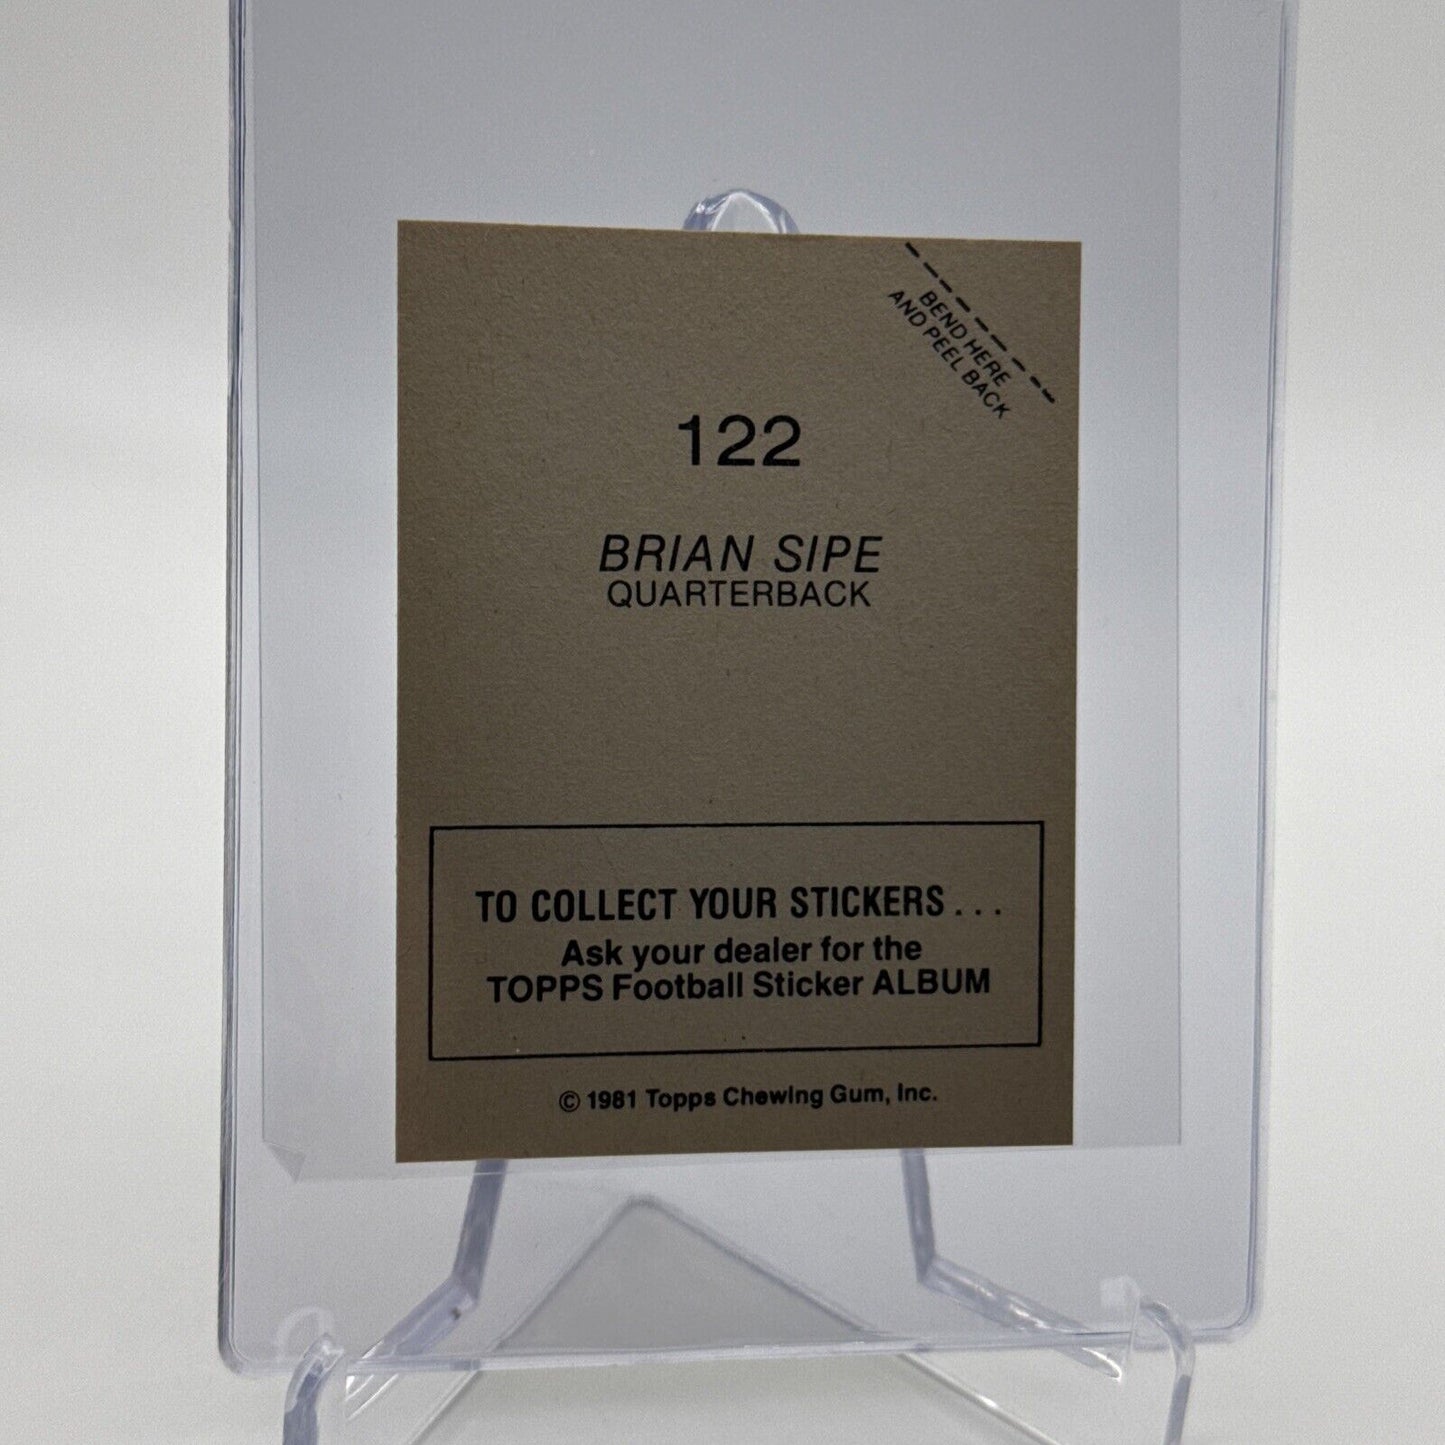 BEND HERE
AND PEEL BACK
122
BRIAN SIPE
QUARTERBACK
TO COLLECT YOUR STICKERS...
Ask your dealer for the
TOPPS Football Sticker ALBUM
© 1981 Topps Chewing Gum, Inc.